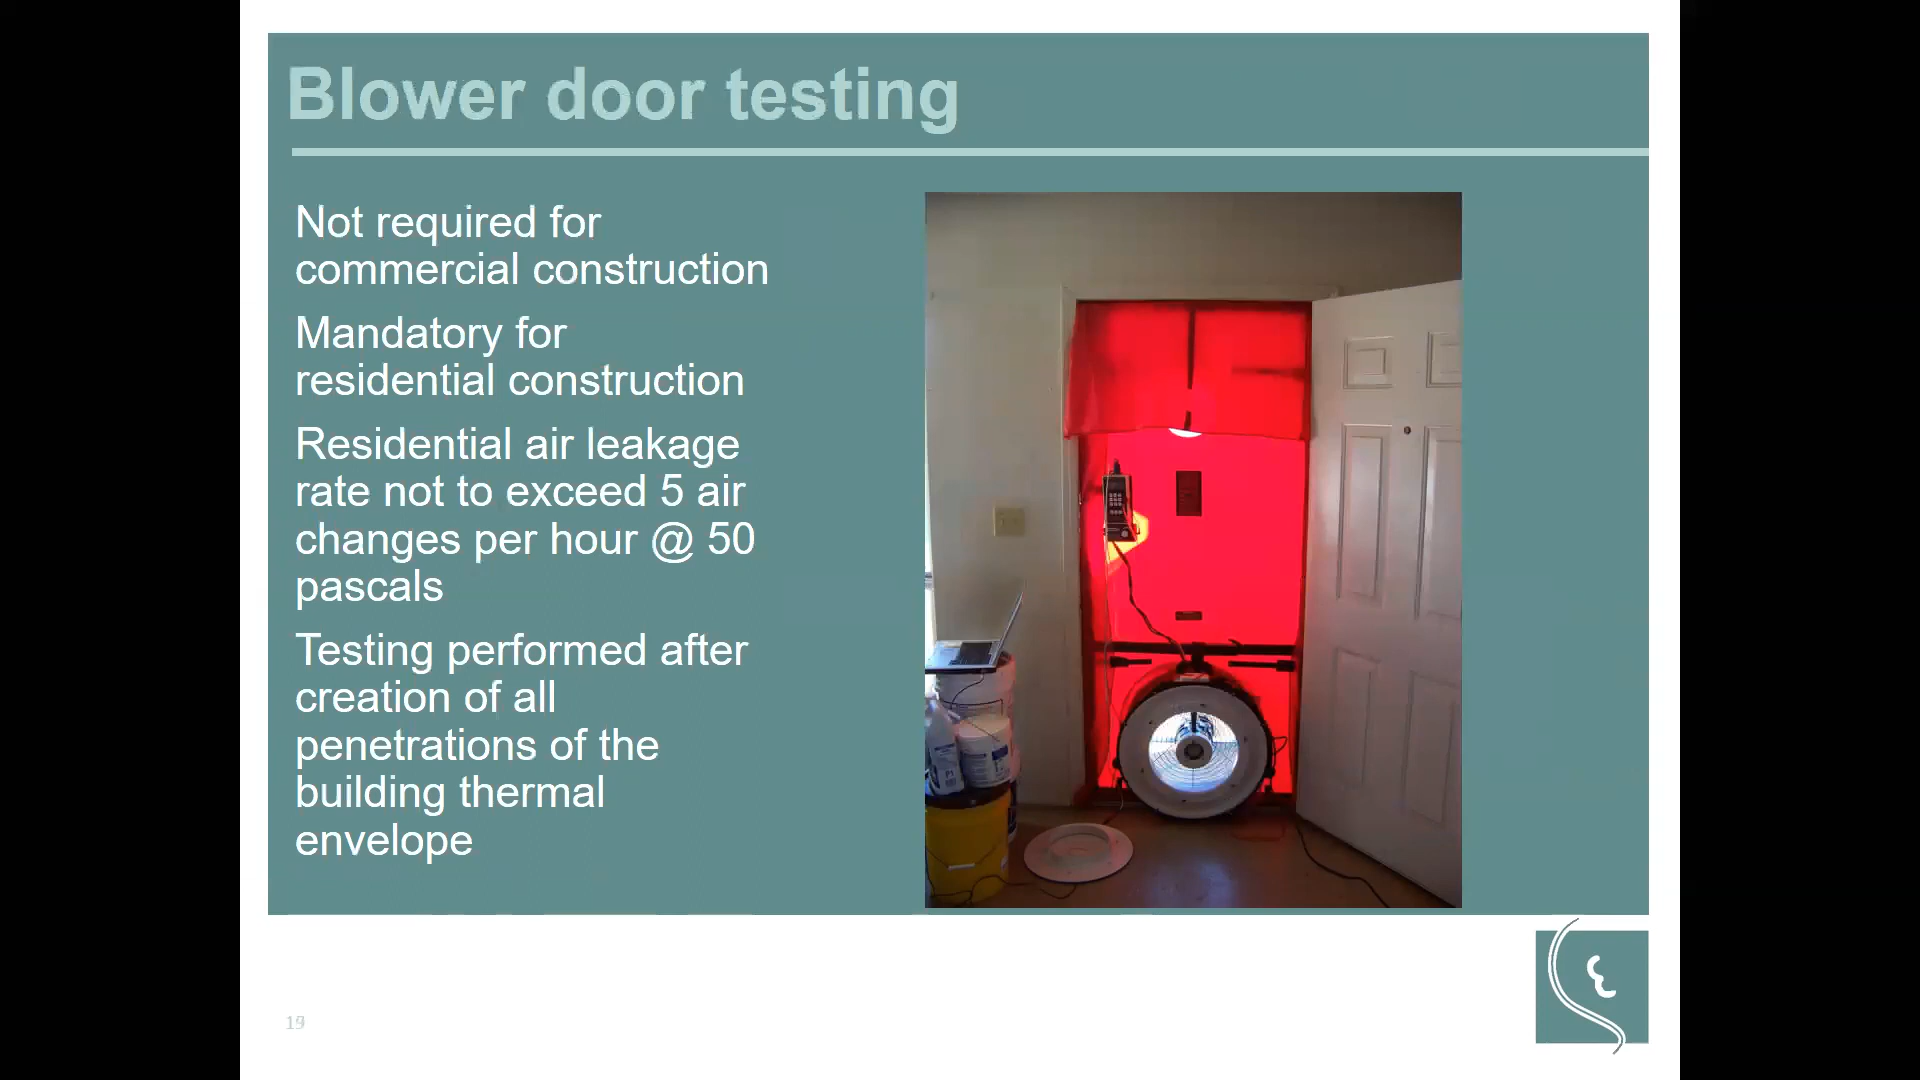 Blower door testing
Not required for
commercial construction
Mandatory for
residential construction
Residential air leakage
rate not to exceed 5 air
changes per hour @ 50
pascals
Testing performed after
creation of all
penetrations of the
building thermal
envelope